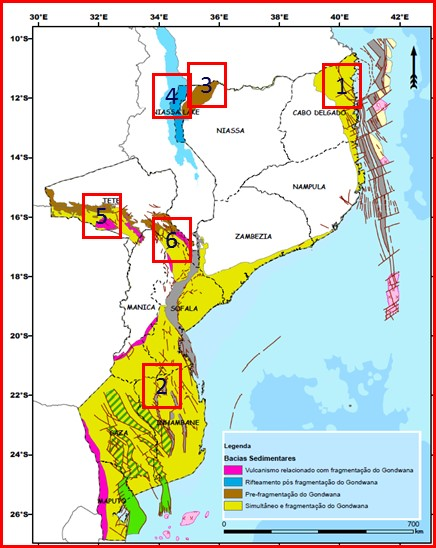 30°E 32°E 34°E 36°E 38°E 40°E 42°E
10°S
12°S
14°S
16°S
18°S
20°S
22°S
24°S
26°S
1
3
4
NIASSA LAKE
CABO DELGADO
NIASSA
NAMPULA
TETE
5
6
ZAMBEZIA
MANICA
SOFALA
2
INHAMBANE
GAZA
MAPUTO
Legenda
Bacias Sedimentares
Vulcanismo relacionado com fragmentação do Gondwana
Rifteamento pós fragmentação do Gondwana
Pre-fragmentação do Gondwana
Simultâneo e fragmentação do Gondwana
0 700
km